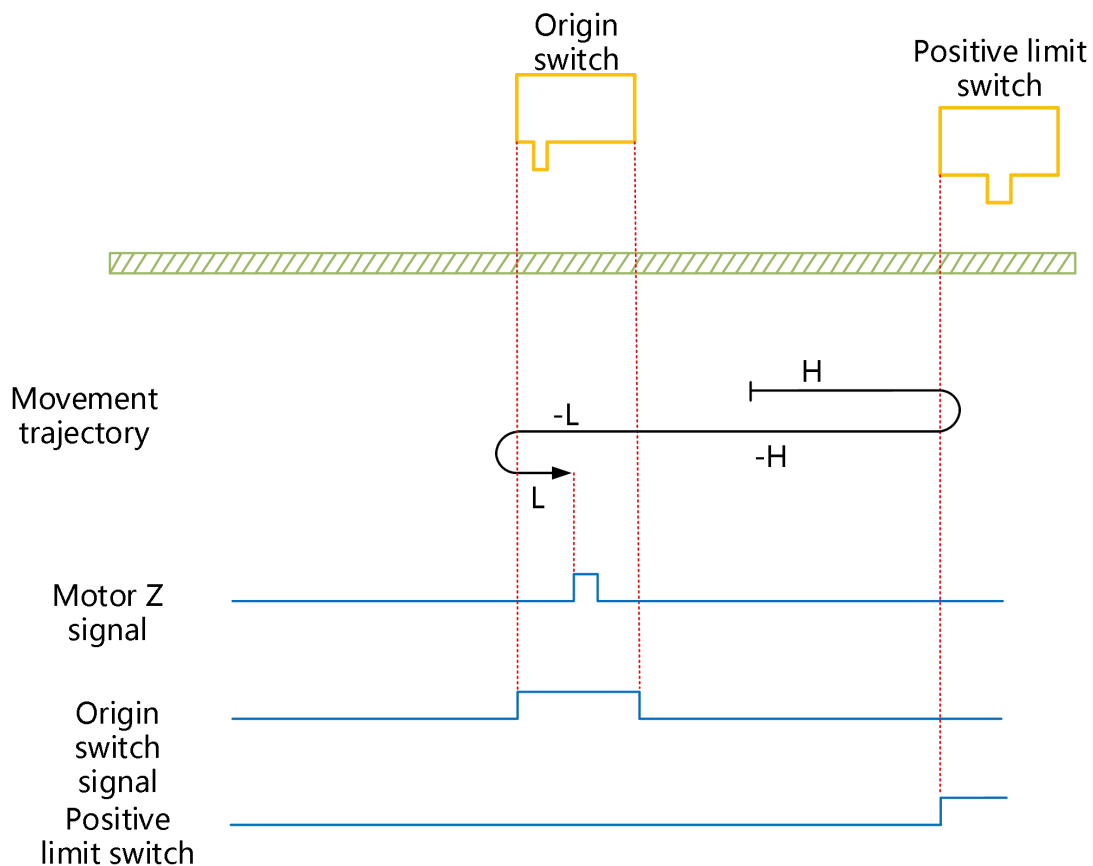 Origin
switch
Positive limit
switch
Movement
trajectory
H
-L
-H
L
Motor Z
signal
Origin
switch
signal
Positive
limit switch